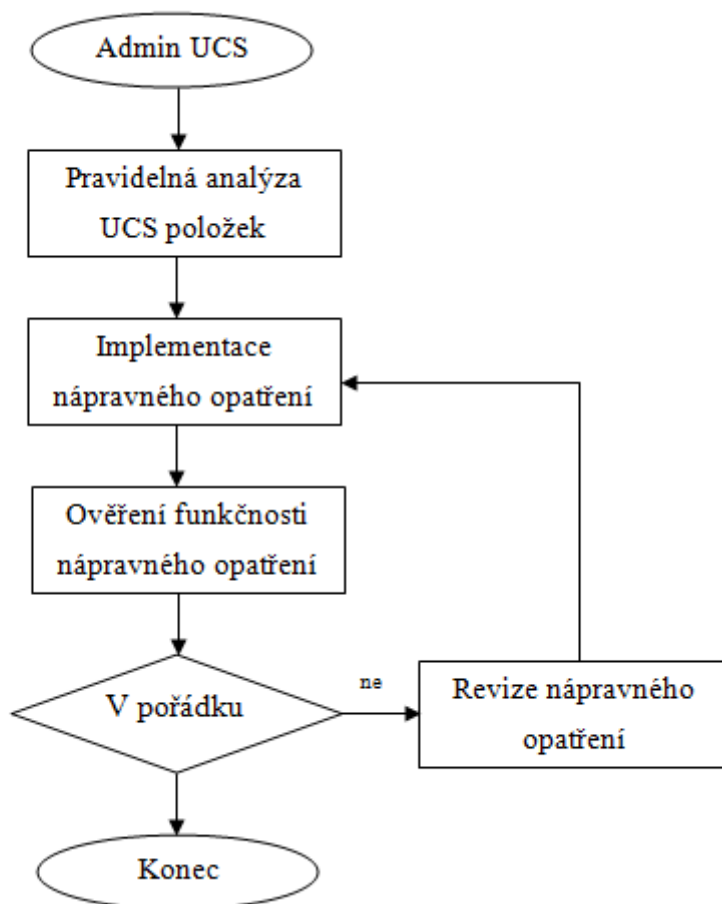 Admin UCS
Pravidelná analýza
UCS položek
Implementace
nápravného opatření
Ověření funkčnosti
nápravného opatření
V pořádku
ne
Revize nápravného
opatření
Konec